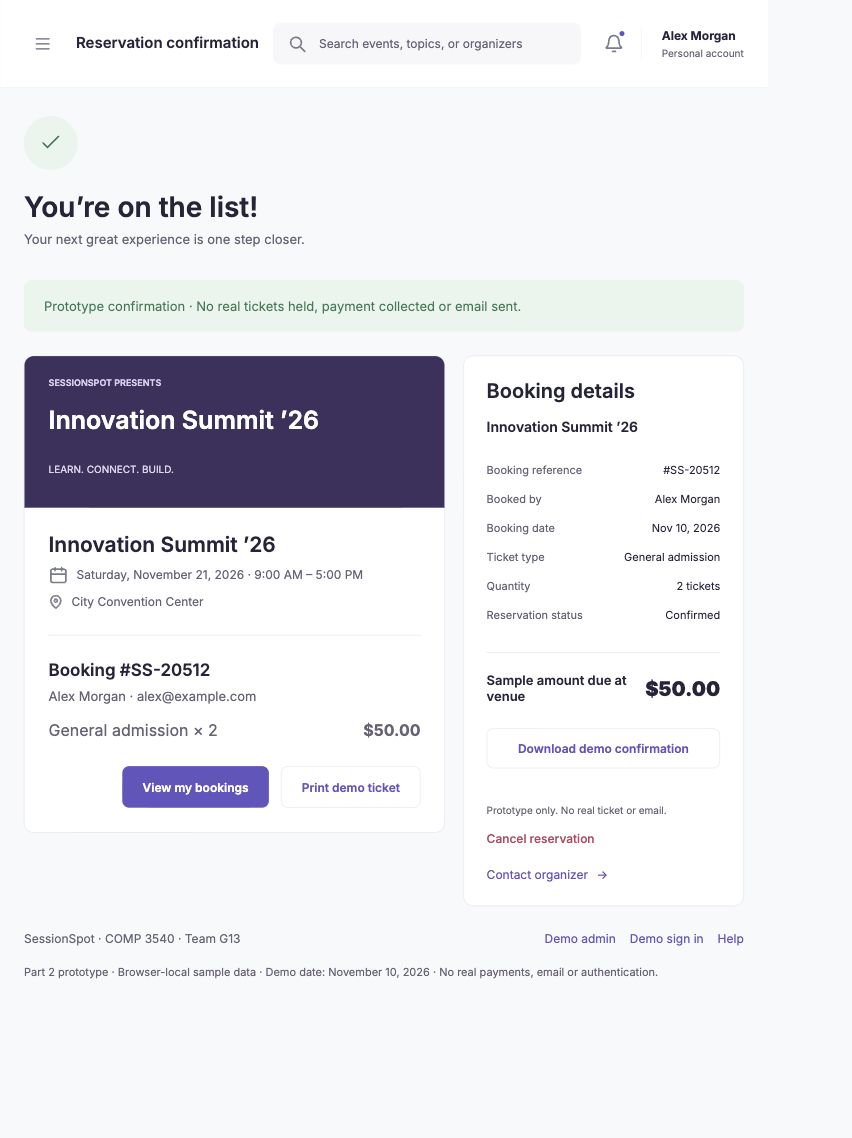 Reservation confirmation
Search events, topics, or organizers
Alex Morgan
Personal account
You’re on the list!
Your next great experience is one step closer.
Prototype confirmation · No real tickets held, payment collected or email sent.
SESSIONSPOT PRESENTS
Innovation Summit ’26
LEARN. CONNECT. BUILD.
Innovation Summit ’26
Saturday, November 21, 2026 · 9:00 AM – 5:00 PM
City Convention Center
Booking #SS-20512
Alex Morgan · alex@example.com
General admission × 2 $50.00
View my bookings Print demo ticket
Booking details
Innovation Summit ’26
Booking reference #SS-20512
Booked by Alex Morgan
Booking date Nov 10, 2026
Ticket type General admission
Quantity 2 tickets
Reservation status Confirmed
Sample amount due at
venue
$50.00
Download demo confirmation
Prototype only. No real ticket or email.
Cancel reservation
Contact organizer →
SessionSpot · COMP 3540 · Team G13
Demo admin Demo sign in Help
Part 2 prototype · Browser-local sample data · Demo date: November 10, 2026 · No real payments, email or authentication.